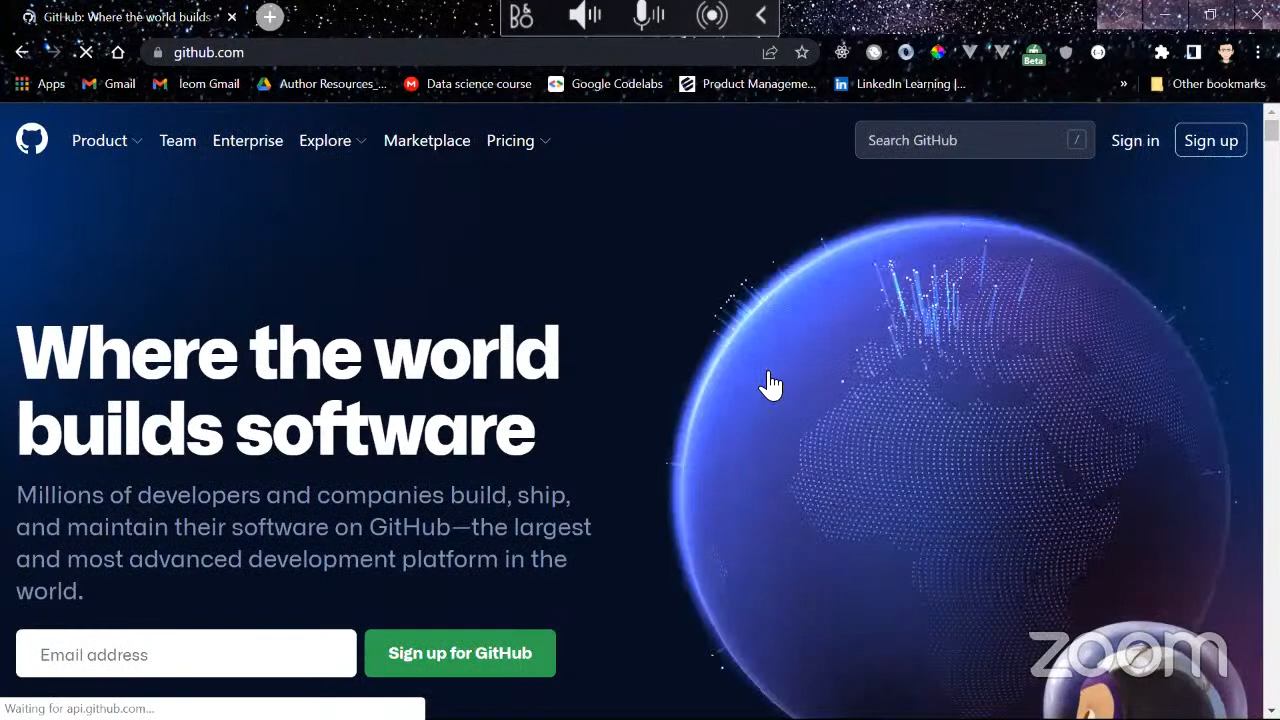 GitHub: Where the world builds
B&O
github.com
Beta
Apps Gmail leom Gmail Author Resources_... Data science course Google Codelabs Product Manageme... LinkedIn Learning |... » Other bookmarks
Product Team Enterprise Explore Marketplace Pricing Search GitHub / Sign in Sign up
Where the world
builds software
Millions of developers and companies build, ship,
and maintain their software on GitHub—the largest
and most advanced development platform in the
world.
Email address Sign up for GitHub
zoom
Waiting for api.github.com...